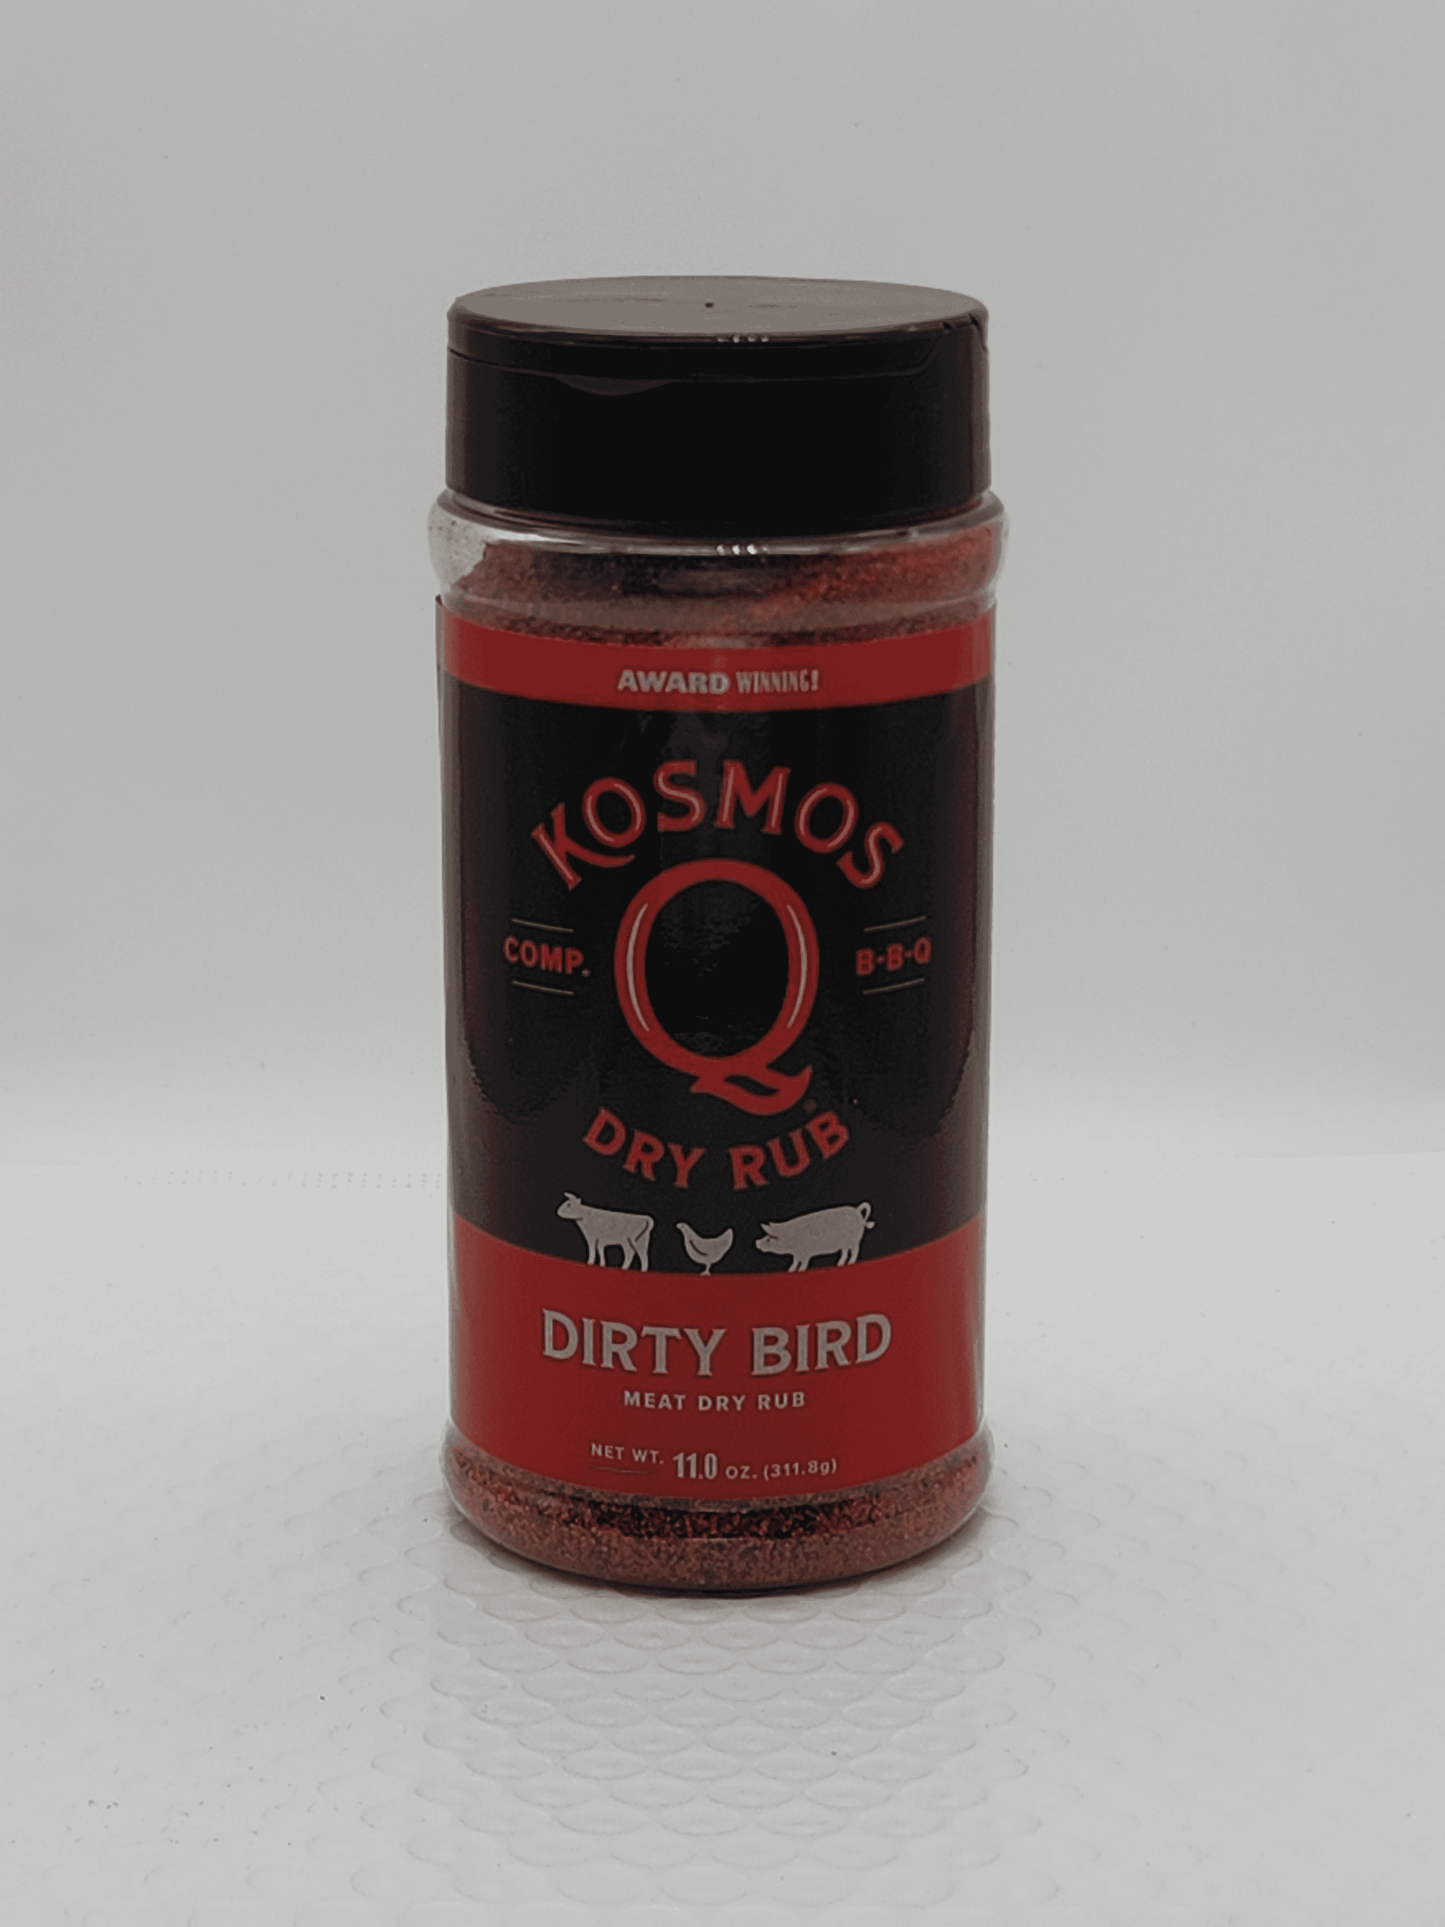 AWARD WINNING!
KOSMOS
Q
COMP.
B·B·Q
DRY RUB
DIRTY BIRD
MEAT DRY RUB
NET WT. 11.0 OZ. (311.8g)